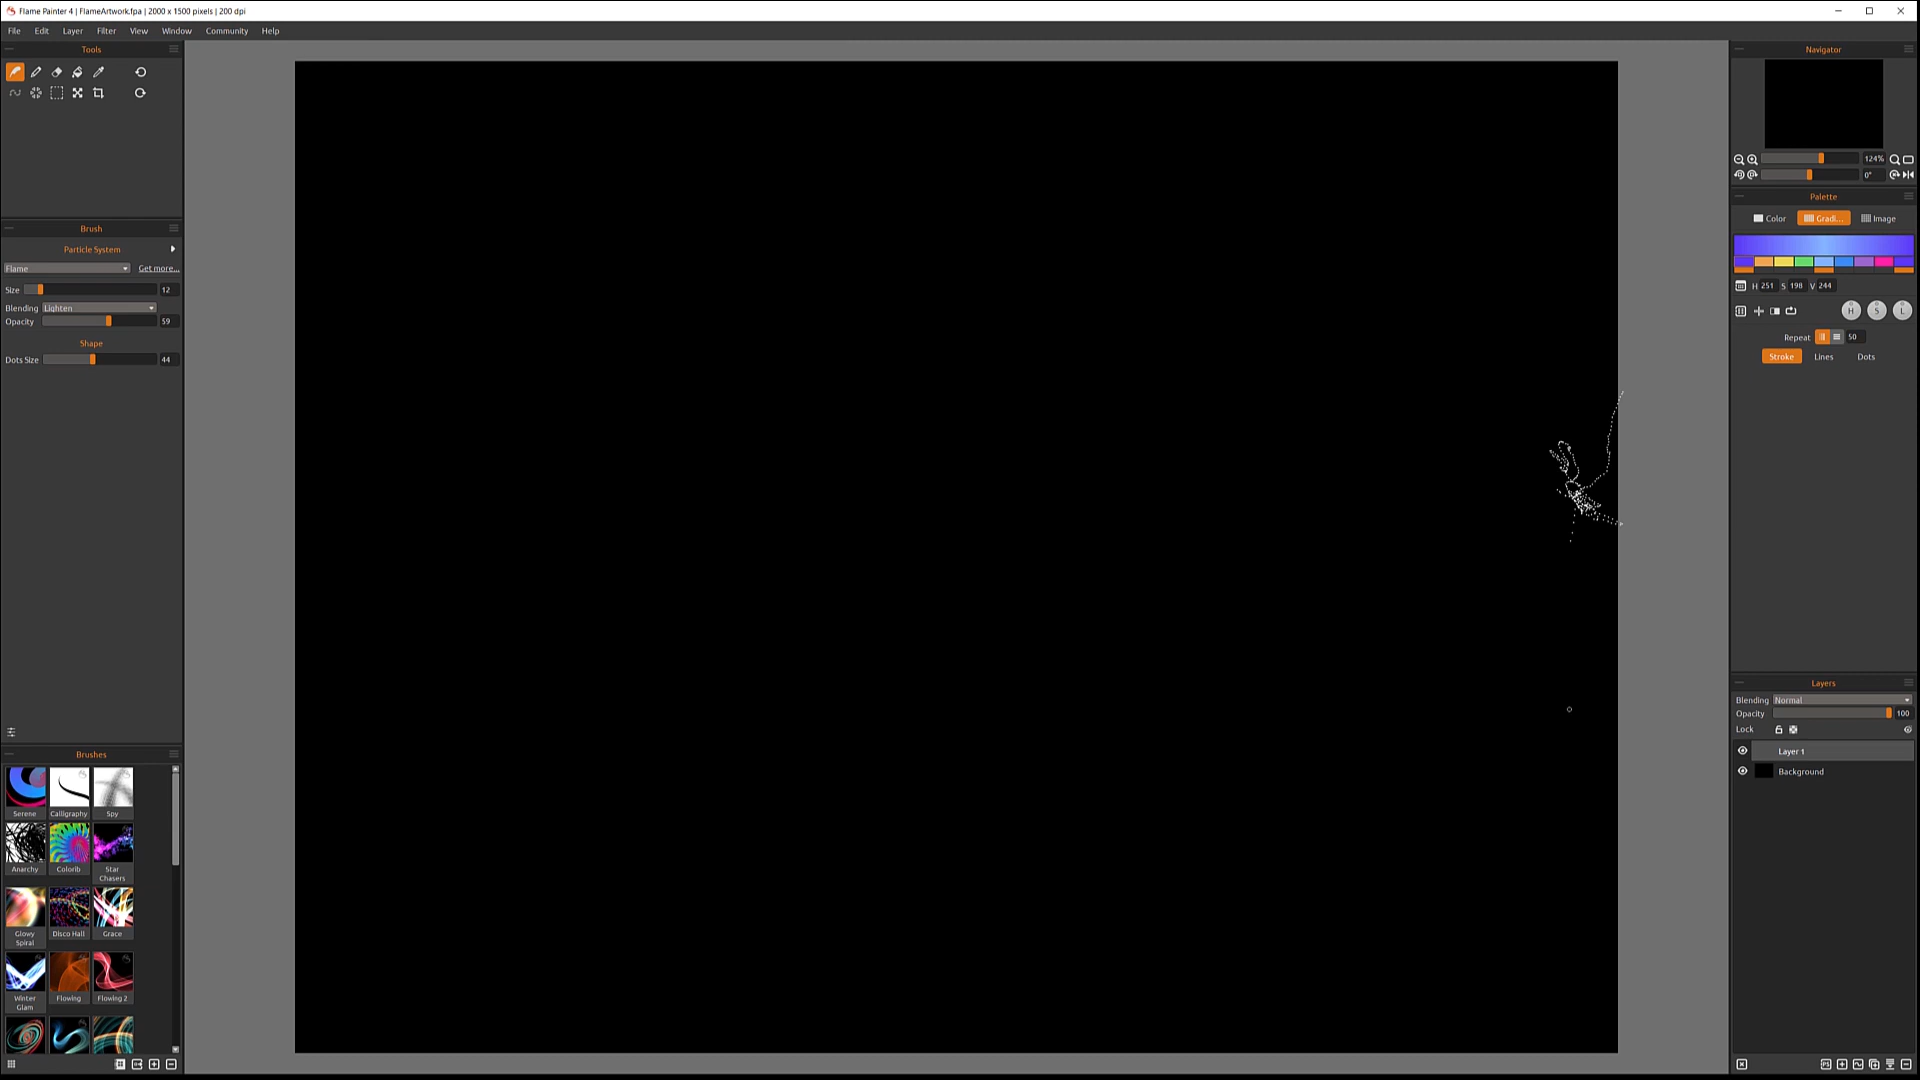 Flame Painter 4 | FlameArtwork.fpa | 2000 x 1500 pixels | 200 dpi
File Edit Layer Filter View Window Community Help
Tools
Brush
Particle System
Flame Get more...
Size 12
Blending Lighten
Opacity 59
Shape
Dots Size 44
Brushes
Serene Calligraphy Spy
Anarchy Colorib Star Chasers
Glowy Spiral Disco Hall Grace
Winter Glam Flowing Flowing 2
Navigator
124%
0°
Palette
Color Gradi... Image
H 251 S 198 V 244
H S L
Repeat 50
Stroke Lines Dots
Layers
Blending Normal
Opacity 100
Lock
Layer 1
Background